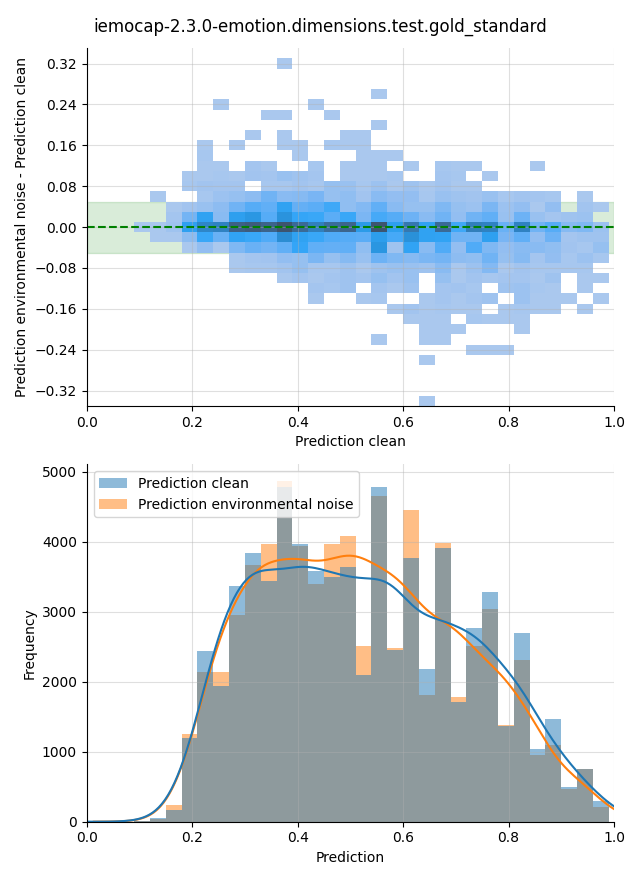 iemocap-2.3.0-emotion.dimensions.test.gold_standard
Prediction environmental noise - Prediction clean
0.32
0.24
0.16
0.08
0.00
−0.08
−0.16
−0.24
−0.32
0.0 0.2 0.4 0.6 0.8 1.0
Prediction clean
Frequency
5000
4000
3000
2000
1000
0
Prediction clean
Prediction environmental noise
0.0 0.2 0.4 0.6 0.8 1.0
Prediction